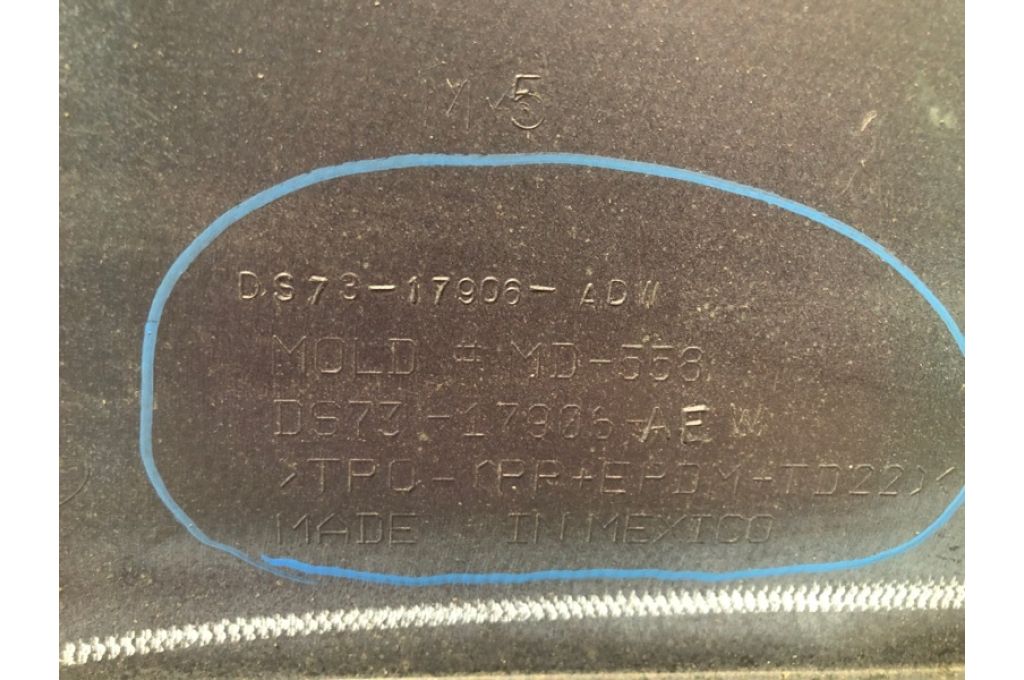 M 5
DS73-17906- ADW
MOLD # MD-558
DS73-17906-AEW
>TPO-(PP+EPDM-TD22)<
MADE IN MEXICO